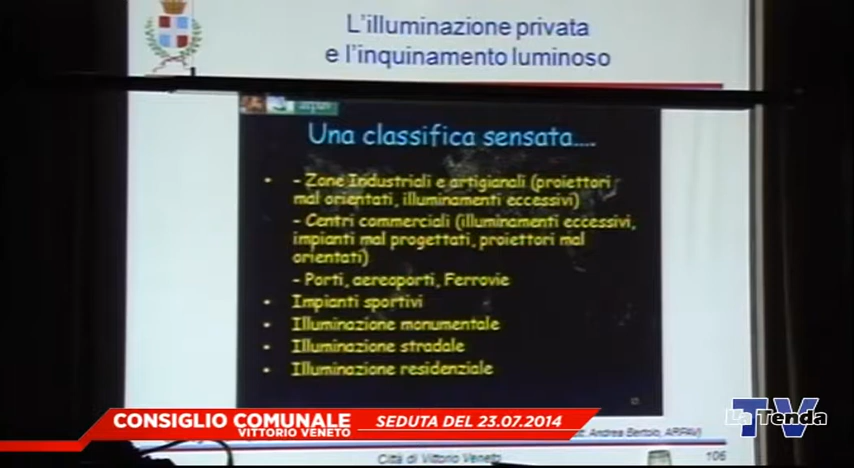 L'illuminazione privata
e l'inquinamento luminoso
Una classifica sensata....
• - Zone Industriali e artigianali (proiettori
mal orientati, illuminamenti eccessivi)
- Centri commerciali (illuminamenti eccessivi,
impianti mal progettati, proiettori mal
orientati)
- Porti, aereoporti, Ferrovie
• Impianti sportivi
• Illuminazione monumentale
• Illuminazione stradale
• Illuminazione residenziale
CONSIGLIO COMUNALE
VITTORIO VENETO
SEDUTA DEL 23.07.2014
Andrea Bertolo, ARPAV)
Città di Vittorio Veneto
106
La Tenda
TV